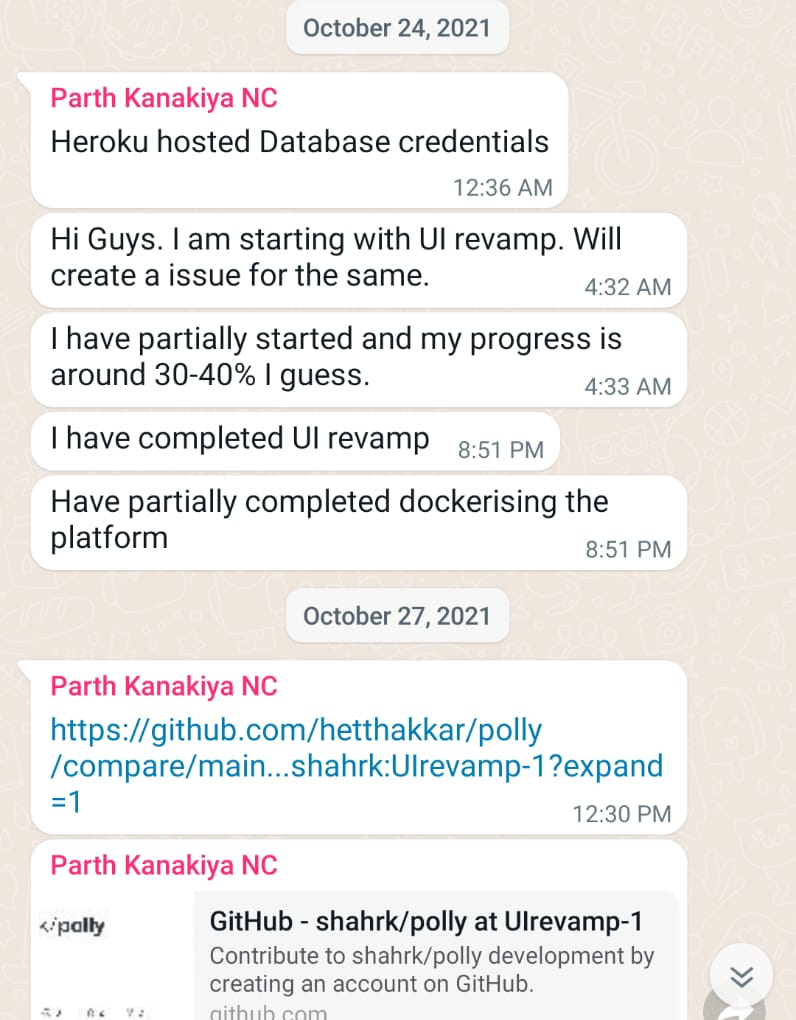 October 24, 2021
Parth Kanakiya NC
Heroku hosted Database credentials
12:36 AM
Hi Guys. I am starting with UI revamp. Will
create a issue for the same.
4:32 AM
I have partially started and my progress is
around 30-40% I guess.
4:33 AM
I have completed UI revamp
8:51 PM
Have partially completed dockerising the
platform
8:51 PM
October 27, 2021
Parth Kanakiya NC
https://github.com/hetthakkar/polly
/compare/main...shahrk:UIrevamp-1?expand
=1
12:30 PM
Parth Kanakiya NC
</polly
GitHub - shahrk/polly at UIrevamp-1
Contribute to shahrk/polly development by
creating an account on GitHub.
github.com